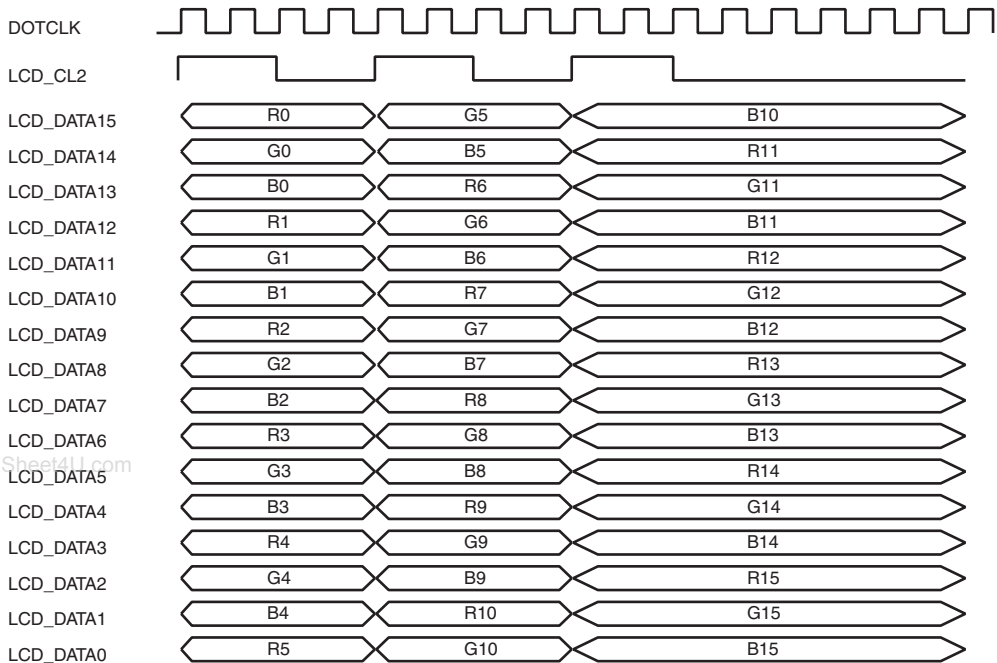 DOTCLK
LCD_CL2
LCD_DATA15 R0 G5 B10
LCD_DATA14 G0 B5 R11
LCD_DATA13 B0 R6 G11
LCD_DATA12 R1 G6 B11
LCD_DATA11 G1 B6 R12
LCD_DATA10 B1 R7 G12
LCD_DATA9 R2 G7 B12
LCD_DATA8 G2 B7 R13
LCD_DATA7 B2 R8 G13
LCD_DATA6 R3 G8 B13
Sheet4U.com
LCD_DATA5 G3 B8 R14
LCD_DATA4 B3 R9 G14
LCD_DATA3 R4 G9 B14
LCD_DATA2 G4 B9 R15
LCD_DATA1 B4 R10 G15
LCD_DATA0 R5 G10 B15